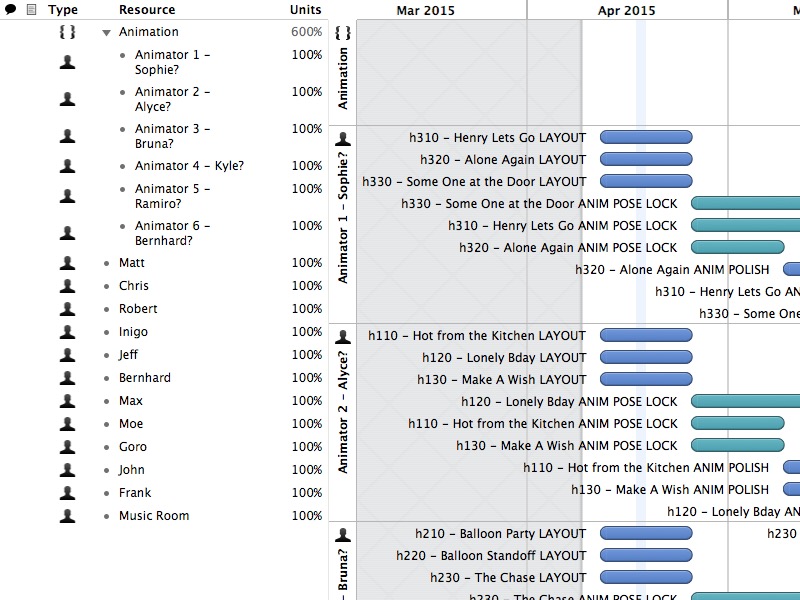 Type Resource Units
Animation 600%
Animator 1 –
Sophie?
100%
Animator 2 –
Alyce?
100%
Animator 3 –
Bruna?
100%
Animator 4 – Kyle? 100%
Animator 5 –
Ramiro?
100%
Animator 6 –
Bernhard?
100%
Matt 100%
Chris 100%
Robert 100%
Inigo 100%
Jeff 100%
Bernhard 100%
Max 100%
Moe 100%
Goro 100%
John 100%
Frank 100%
Music Room 100%
Mar 2015 Apr 2015 M
Animation
Animator 1 – Sophie?
h310 – Henry Lets Go LAYOUT
h320 – Alone Again LAYOUT
h330 – Some One at the Door LAYOUT
h330 – Some One at the Door ANIM POSE LOCK
h310 – Henry Lets Go ANIM POSE LOCK
h320 – Alone Again ANIM POSE LOCK
h320 – Alone Again ANIM POLISH
h310 – Henry Lets Go AN
h330 – Some One
Animator 2 – Alyce?
h110 – Hot from the Kitchen LAYOUT
h120 – Lonely Bday LAYOUT
h130 – Make A Wish LAYOUT
h120 – Lonely Bday ANIM POSE LOCK
h110 – Hot from the Kitchen ANIM POSE LOCK
h130 – Make A Wish ANIM POSE LOCK
h110 – Hot from the Kitchen ANIM POLISH
h130 – Make A Wish ANIM POLISH
h120 – Lonely Bday AN
– Bruna?
h210 – Balloon Party LAYOUT
h230
h220 – Balloon Standoff LAYOUT
h230 – The Chase LAYOUT
h230 – The Chase ANIM POSE LOCK